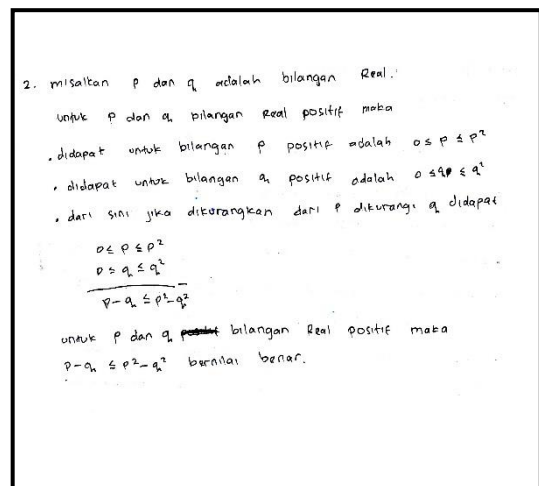 2. misalkan p dan q adalah bilangan Real.
untuk p dan q bilangan Real positif maka
. didapat untuk bilangan p positif adalah 0 ≤ p ≤ p²
. didapat untuk bilangan q positif adalah 0 ≤ q ≤ q²
. dari sini jika dikurangkan dari p dikurangi q didapat
0 ≤ p ≤ p²
0 ≤ q ≤ q²
—
p - q ≤ p² - q²
untuk p dan q bilangan Real positif maka
p - q ≤ p² - q² bernilai benar.